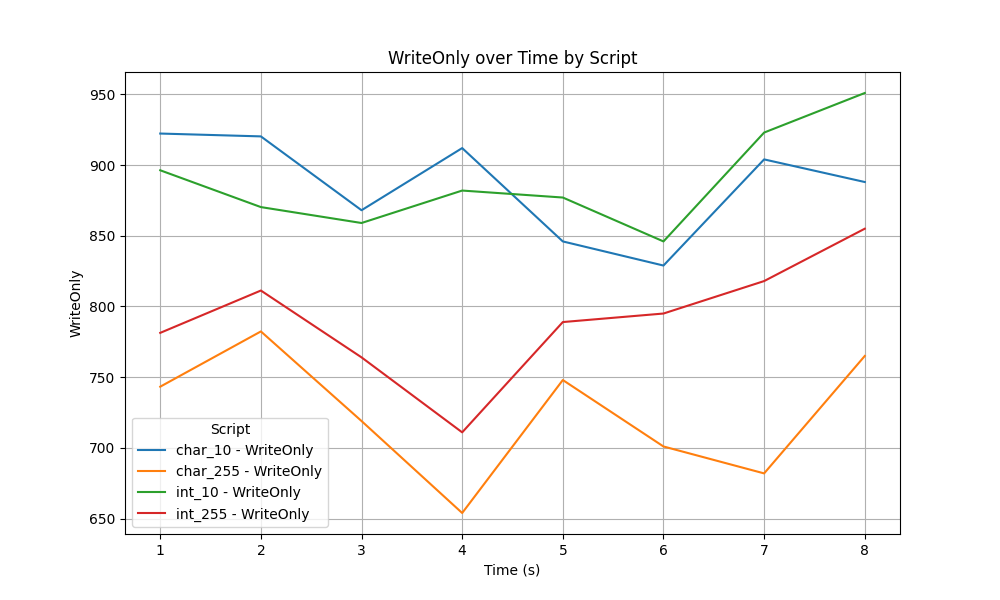 WriteOnly over Time by Script
WriteOnly
950
900
850
800
750
700
650
Script
char_10 - WriteOnly
char_255 - WriteOnly
int_10 - WriteOnly
int_255 - WriteOnly
1 2 3 4 5 6 7 8
Time (s)